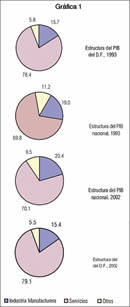 Gráfica 1
5.8
15.7
78.4
Estructura del PIB
del D.F., 1993
11.2
19.0
69.8
Estructura del PIB
nacional, 1993
9.5
20.4
70.1
Estructura del PIB
nacional, 2002
5.5
15.4
79.1
Estructura del
del D.F., 2002
Industria Manufacturera
Servicios
Otros